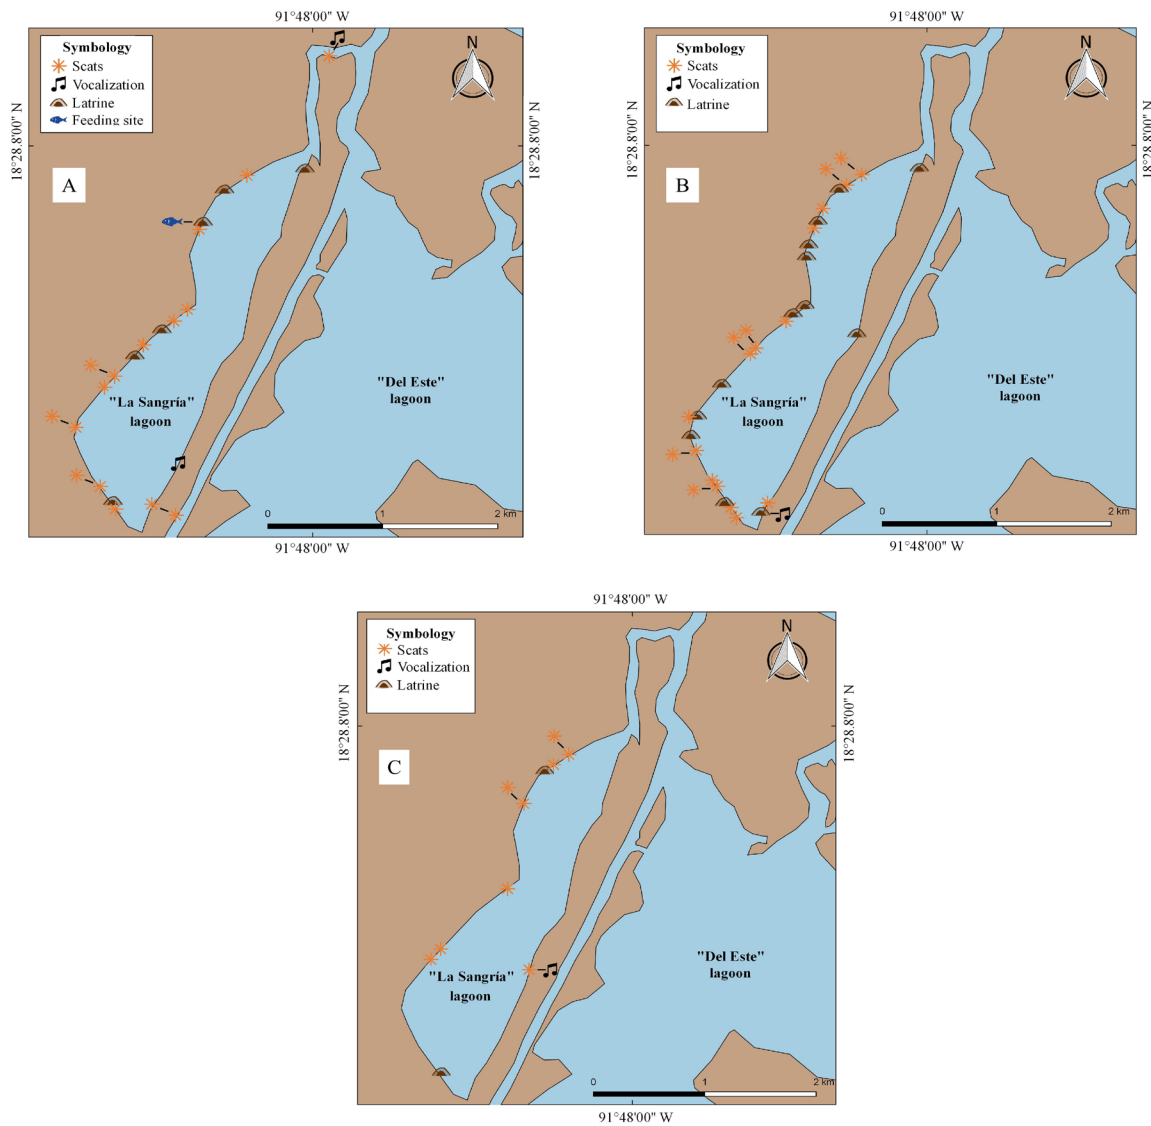 91°48'00" W
Symbology
Scats
Vocalization
Latrine
Feeding site
N
18°28.8'00" N
18°28.8'00" N
A
"La Sangría"
lagoon
"Del Este"
lagoon
0 1 2 km
91°48'00" W
91°48'00" W
Symbology
Scats
Vocalization
Latrine
N
18°28.8'00" N
18°28.8'00" N
B
"La Sangría"
lagoon
"Del Este"
lagoon
0 1 2 km
91°48'00" W
91°48'00" W
Symbology
Scats
Vocalization
Latrine
N
18°28.8'00" N
18°28.8'00" N
C
"La Sangría"
lagoon
"Del Este"
lagoon
0 1 2 km
91°48'00" W